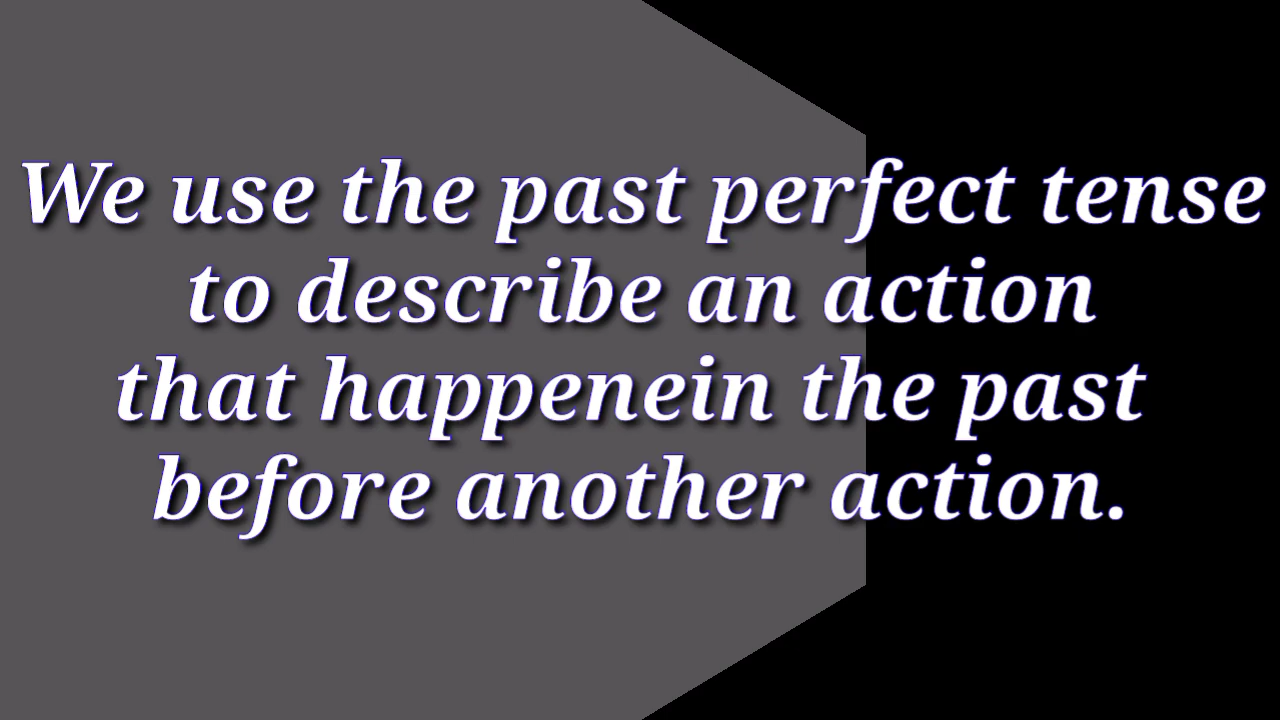 We use the past perfect tense
to describe an action
that happenein the past
before another action.